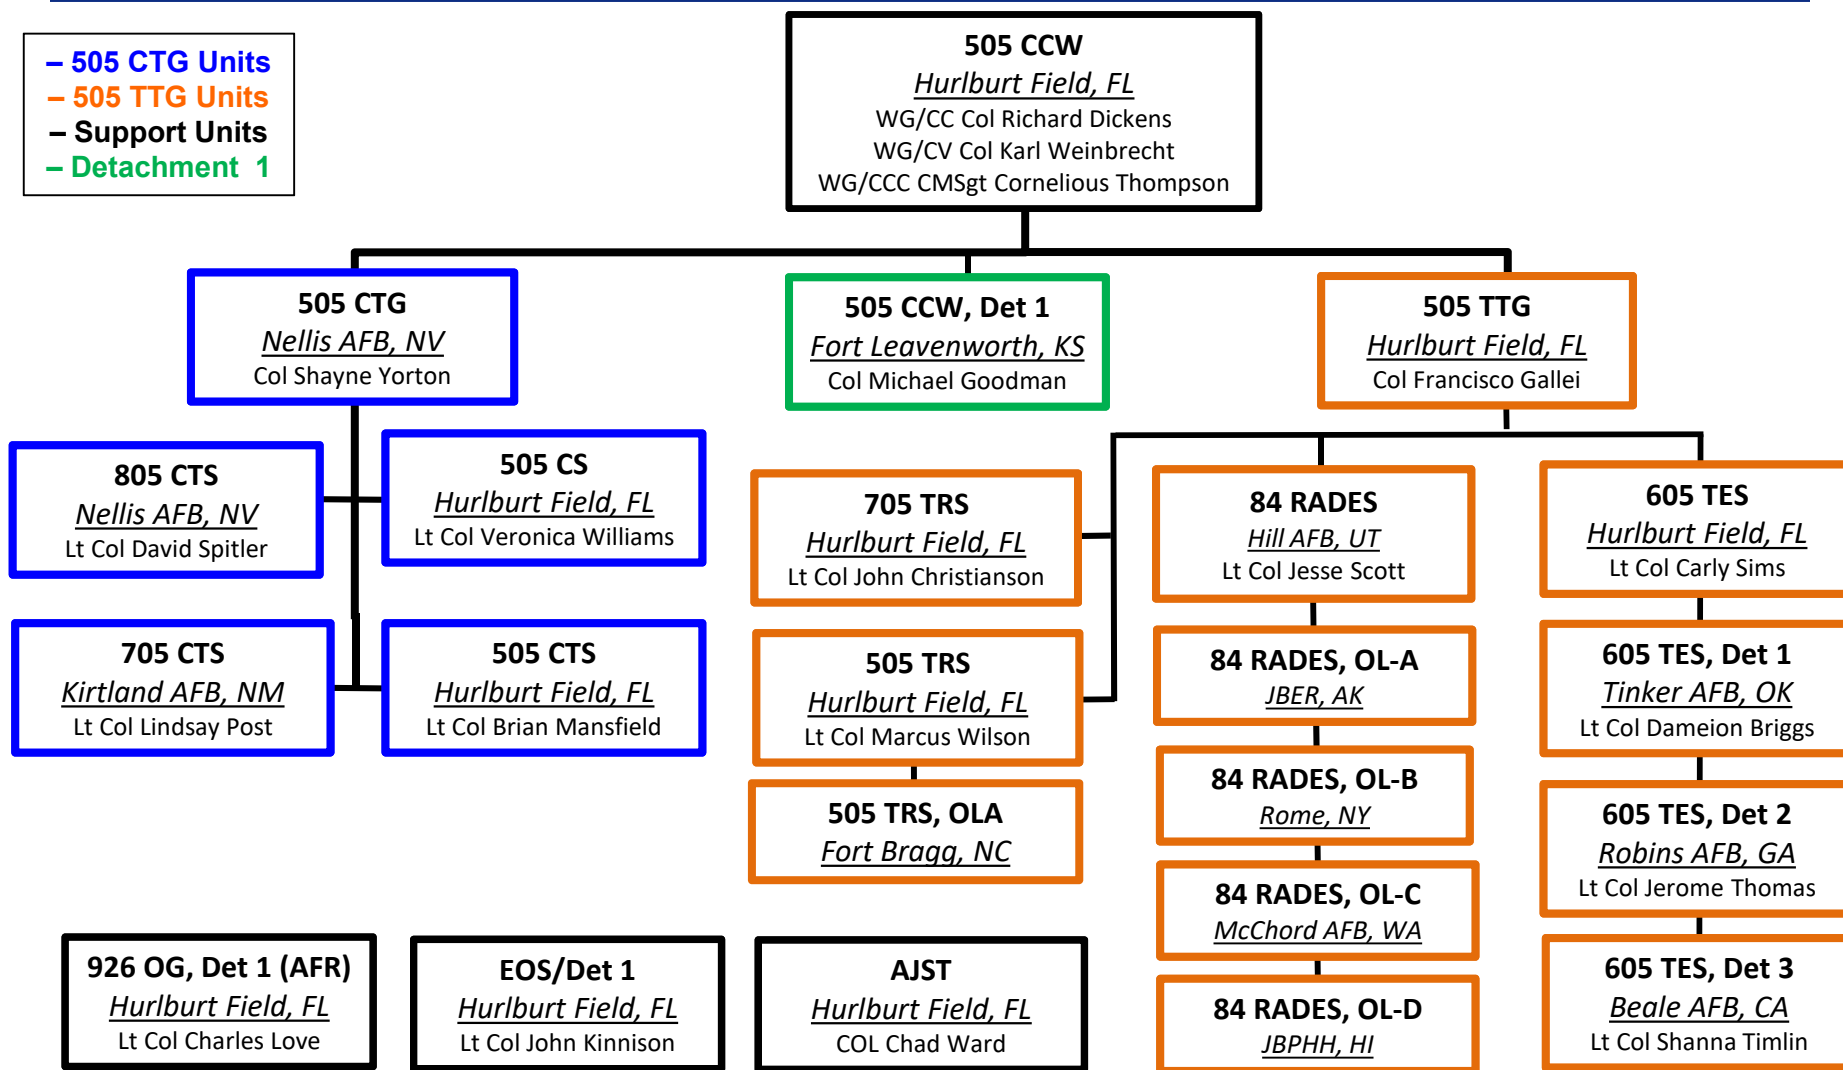 – 505 CTG Units
– 505 TTG Units
– Support Units
– Detachment 1
505 CCW
Hurlburt Field, FL
WG/CC Col Richard Dickens
WG/CV Col Karl Weinbrecht
WG/CCC CMSgt Cornelious Thompson
505 CTG
Nellis AFB, NV
Col Shayne Yorton
505 CCW, Det 1
Fort Leavenworth, KS
Col Michael Goodman
505 TTG
Hurlburt Field, FL
Col Francisco Gallei
805 CTS
Nellis AFB, NV
Lt Col David Spitler
505 CS
Hurlburt Field, FL
Lt Col Veronica Williams
705 CTS
Kirtland AFB, NM
Lt Col Lindsay Post
505 CTS
Hurlburt Field, FL
Lt Col Brian Mansfield
705 TRS
Hurlburt Field, FL
Lt Col John Christianson
505 TRS
Hurlburt Field, FL
Lt Col Marcus Wilson
505 TRS, OLA
Fort Bragg, NC
84 RADES
Hill AFB, UT
Lt Col Jesse Scott
84 RADES, OL-A
JBER, AK
84 RADES, OL-B
Rome, NY
84 RADES, OL-C
McChord AFB, WA
84 RADES, OL-D
JBPHH, HI
605 TES
Hurlburt Field, FL
Lt Col Carly Sims
605 TES, Det 1
Tinker AFB, OK
Lt Col Dameion Briggs
605 TES, Det 2
Robins AFB, GA
Lt Col Jerome Thomas
605 TES, Det 3
Beale AFB, CA
Lt Col Shanna Timlin
926 OG, Det 1 (AFR)
Hurlburt Field, FL
Lt Col Charles Love
EOS/Det 1
Hurlburt Field, FL
Lt Col John Kinnison
AJST
Hurlburt Field, FL
COL Chad Ward